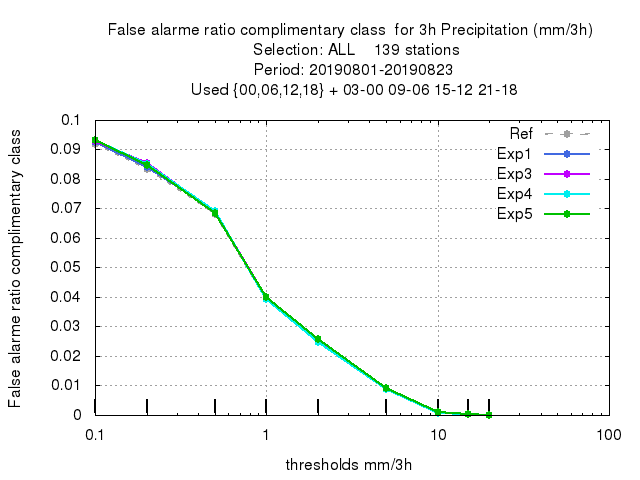 False alarme ratio complimentary class  for 3h Precipitation (mm/3h)
Selection: ALL    139 stations
Period: 20190801-20190823
Used {00,06,12,18} + 03-00 09-06 15-12 21-18
False alarme ratio complimentary class
0.1
0.09
0.08
0.07
0.06
0.05
0.04
0.03
0.02
0.01
0
Ref
Exp1
Exp3
Exp4
Exp5
0.1 1 10 100
thresholds mm/3h